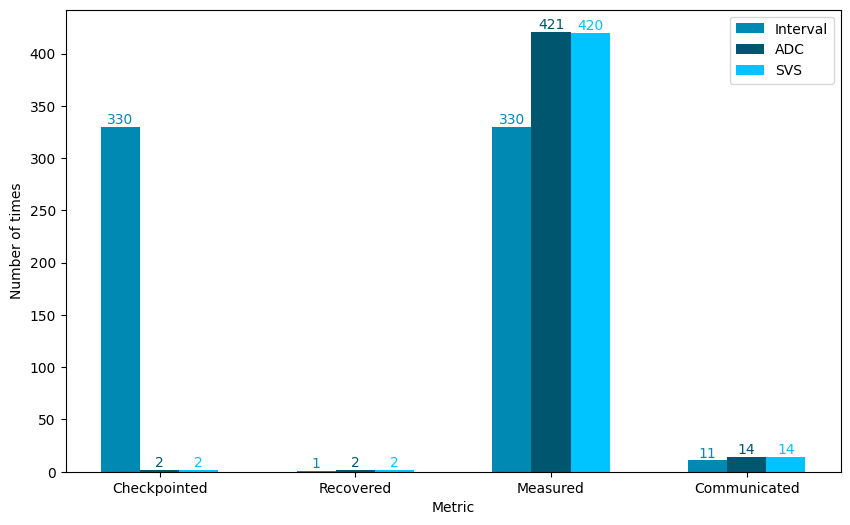 Number of times
400
350
300
250
200
150
100
50
0
330
2
2
1
2
2
330
421
420
11
14
14
Checkpointed
Recovered
Measured
Communicated
Metric
Interval
ADC
SVS